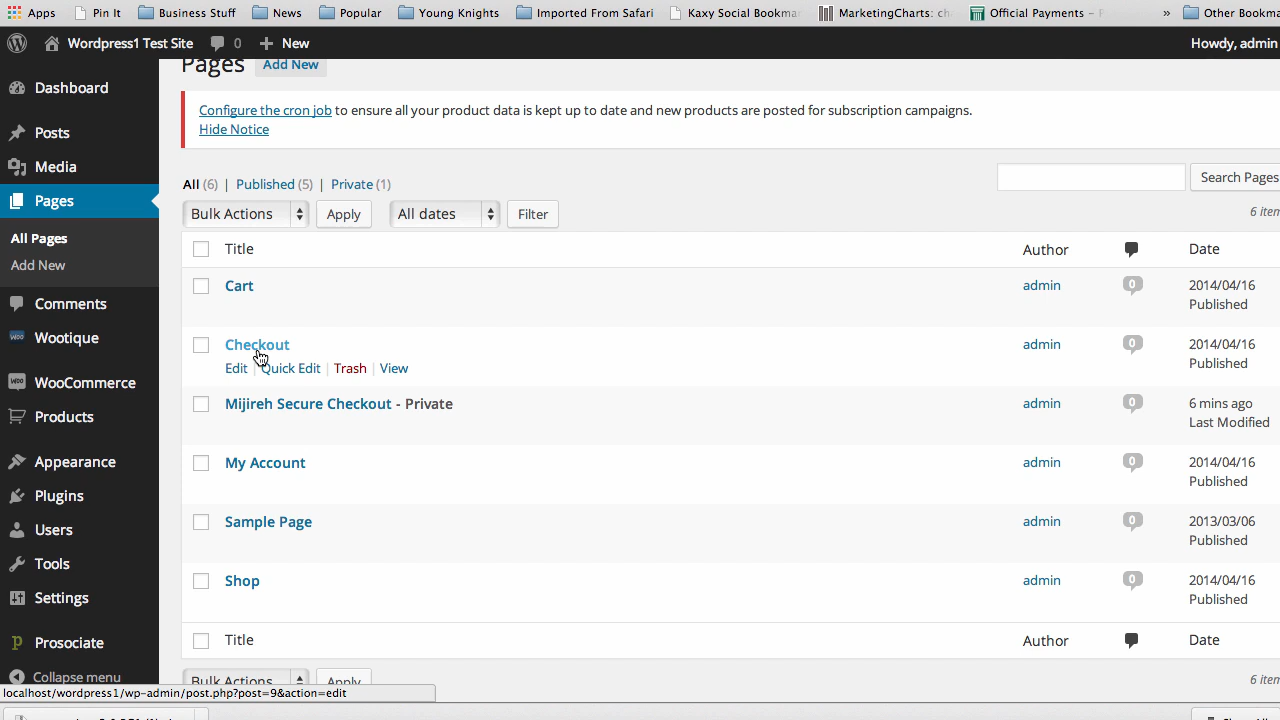 Apps Pin It Business Stuff News Popular Young Knights Imported From Safari Kaxy Social Bookma MarketingCharts: ch Official Payments – P » Other Bookma
Wordpress1 Test Site 0 New Howdy, admin
Pages Add New
Configure the cron job to ensure all your product data is kept up to date and new products are posted for subscription campaigns.
Hide Notice
All (6) | Published (5) | Private (1)
Search Pages
Bulk Actions Apply All dates Filter
6 item
Title Author Date
Cart admin 0 2014/04/16
Published
Checkout admin 0 2014/04/16
Edit | Quick Edit | Trash | View Published
Mijireh Secure Checkout - Private admin 0 6 mins ago
Last Modified
My Account admin 0 2014/04/16
Published
Sample Page admin 0 2013/03/06
Published
Shop admin 0 2014/04/16
Published
Title Author Date
Bulk Actions Apply 6 item
Dashboard
Posts
Media
Pages
All Pages
Add New
Comments
Woo Wootique
Woo WooCommerce
Products
Appearance
Plugins
Users
Tools
Settings
p Prosociate
Collapse menu
localhost/wordpress1/wp-admin/post.php?post=9&action=edit